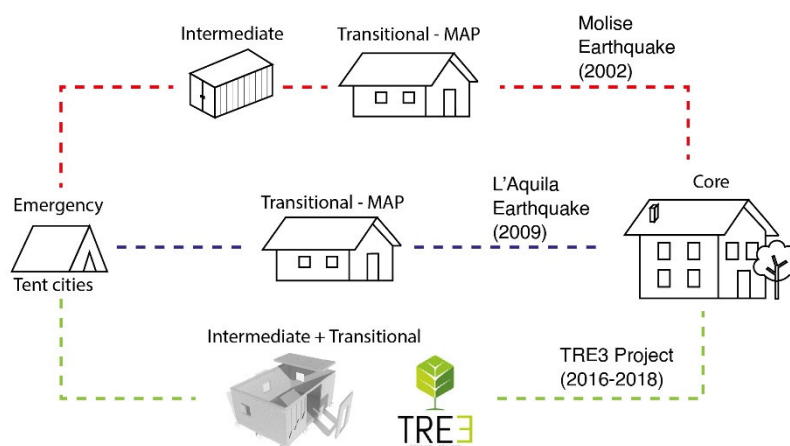 Intermediate
Transitional - MAP
Molise
Earthquake
(2002)
Emergency
Tent cities
Transitional - MAP
L'Aquila
Earthquake
(2009)
Core
Intermediate + Transitional
TRE3
TRE3 Project
(2016-2018)